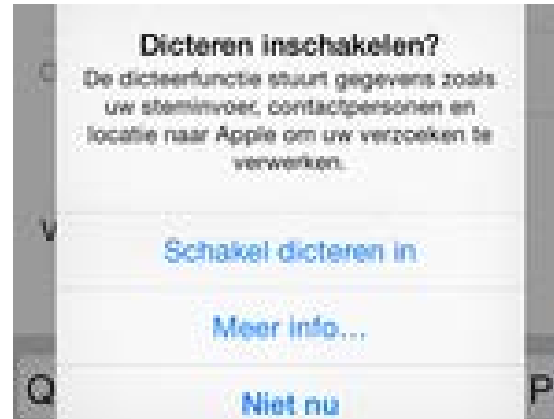 Dicteren inschakelen?
De dicteerfunctie stuurt gegevens zoals
uw steminvoer, contactpersonen en
locatie naar Apple om uw verzoeken te
verwerken.
Schakel dicteren in
Meer info...
Niet nu
Q P